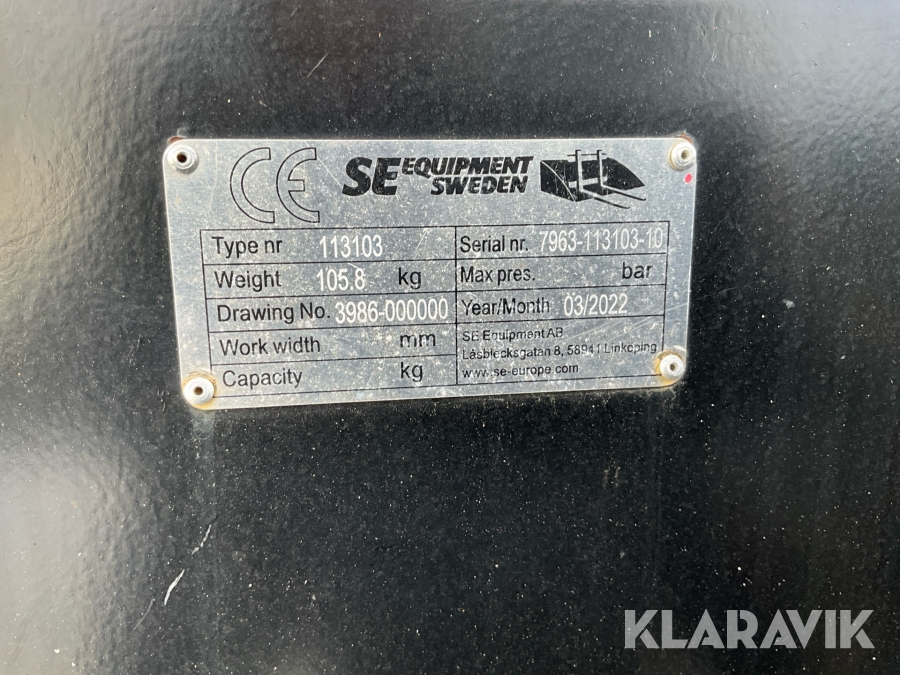 CE SE EQUIPMENT SWEDEN
Type nr 113103
Weight 105.8 kg
Drawing No. 3986-000000
Work width mm
Capacity kg
Serial nr. 7963-113103-10
Max pres. bar
Year/Month 03/2022
SE Equipment AB
Låsblecksgatan 8, 58941 Linköping
www.se-europe.com
KLARAVIK